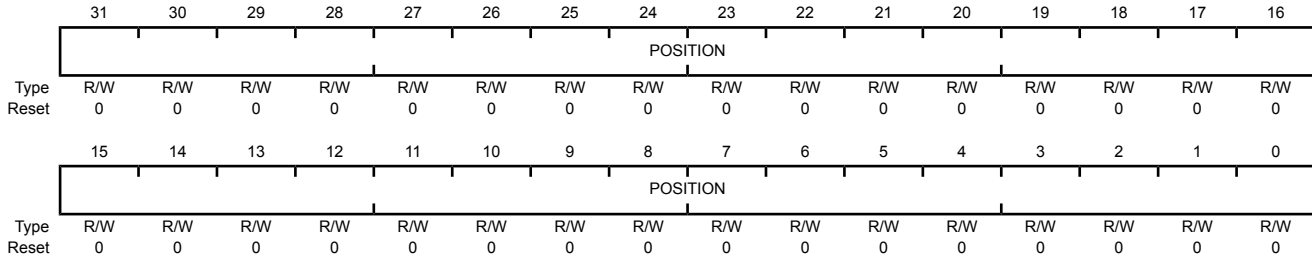 31 30 29 28 27 26 25 24 23 22 21 20 19 18 17 16
POSITION
Type R/W R/W R/W R/W R/W R/W R/W R/W R/W R/W R/W R/W R/W R/W R/W R/W
Reset 0 0 0 0 0 0 0 0 0 0 0 0 0 0 0 0
15 14 13 12 11 10 9 8 7 6 5 4 3 2 1 0
POSITION
Type R/W R/W R/W R/W R/W R/W R/W R/W R/W R/W R/W R/W R/W R/W R/W R/W
Reset 0 0 0 0 0 0 0 0 0 0 0 0 0 0 0 0